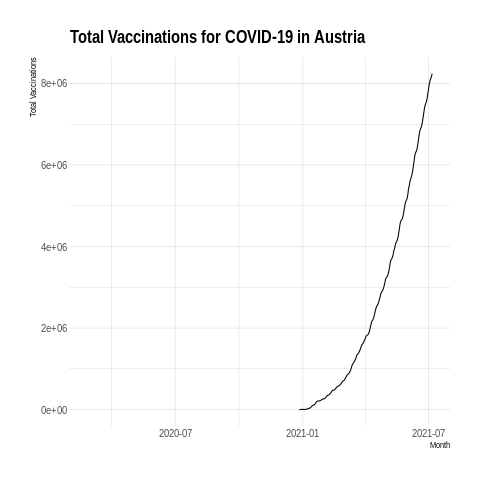 Total Vaccinations for COVID-19 in Austria
Total Vaccinations
8e+06
6e+06
4e+06
2e+06
0e+00
2020-07
2021-01
2021-07
Month